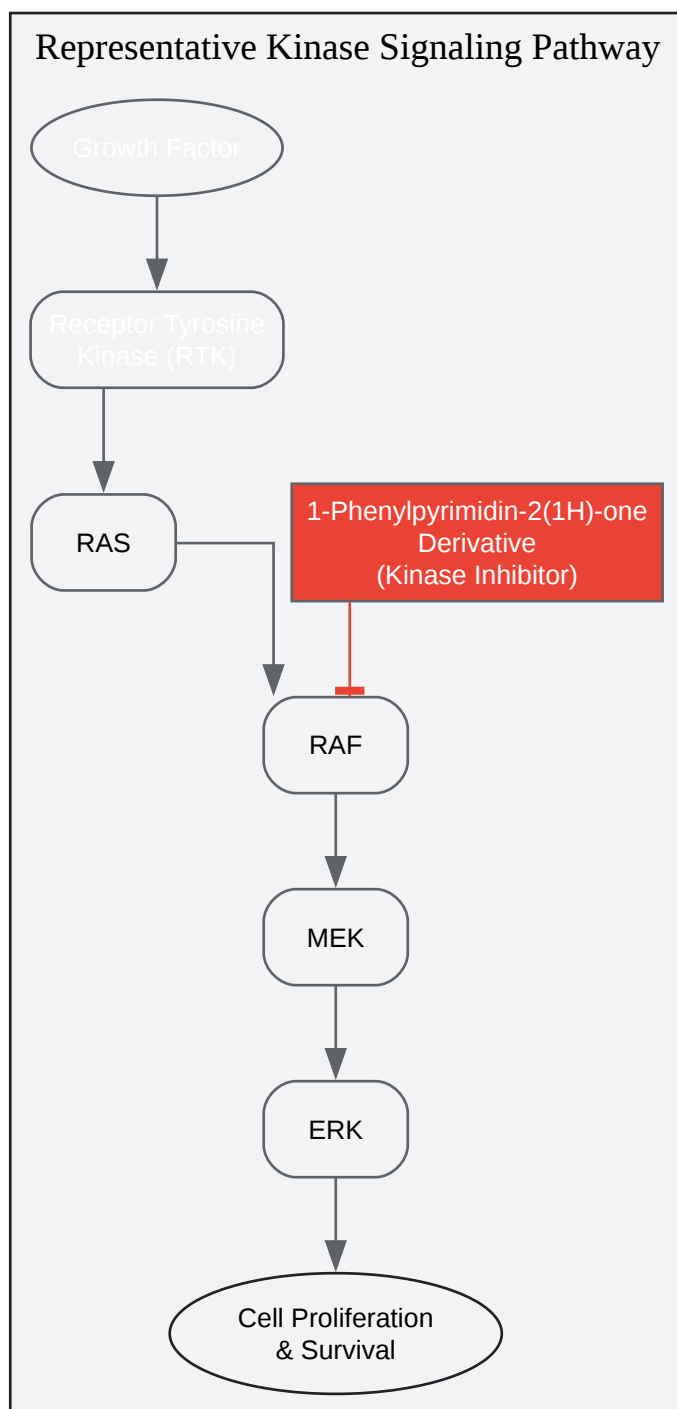 Representative Kinase Signaling Pathway
Growth Factor
Receptor Tyrosine
Kinase (RTK)
RAS
1-Phenylpyrimidin-2(1H)-one
Derivative
(Kinase Inhibitor)
RAF
MEK
ERK
Cell Proliferation
& Survival